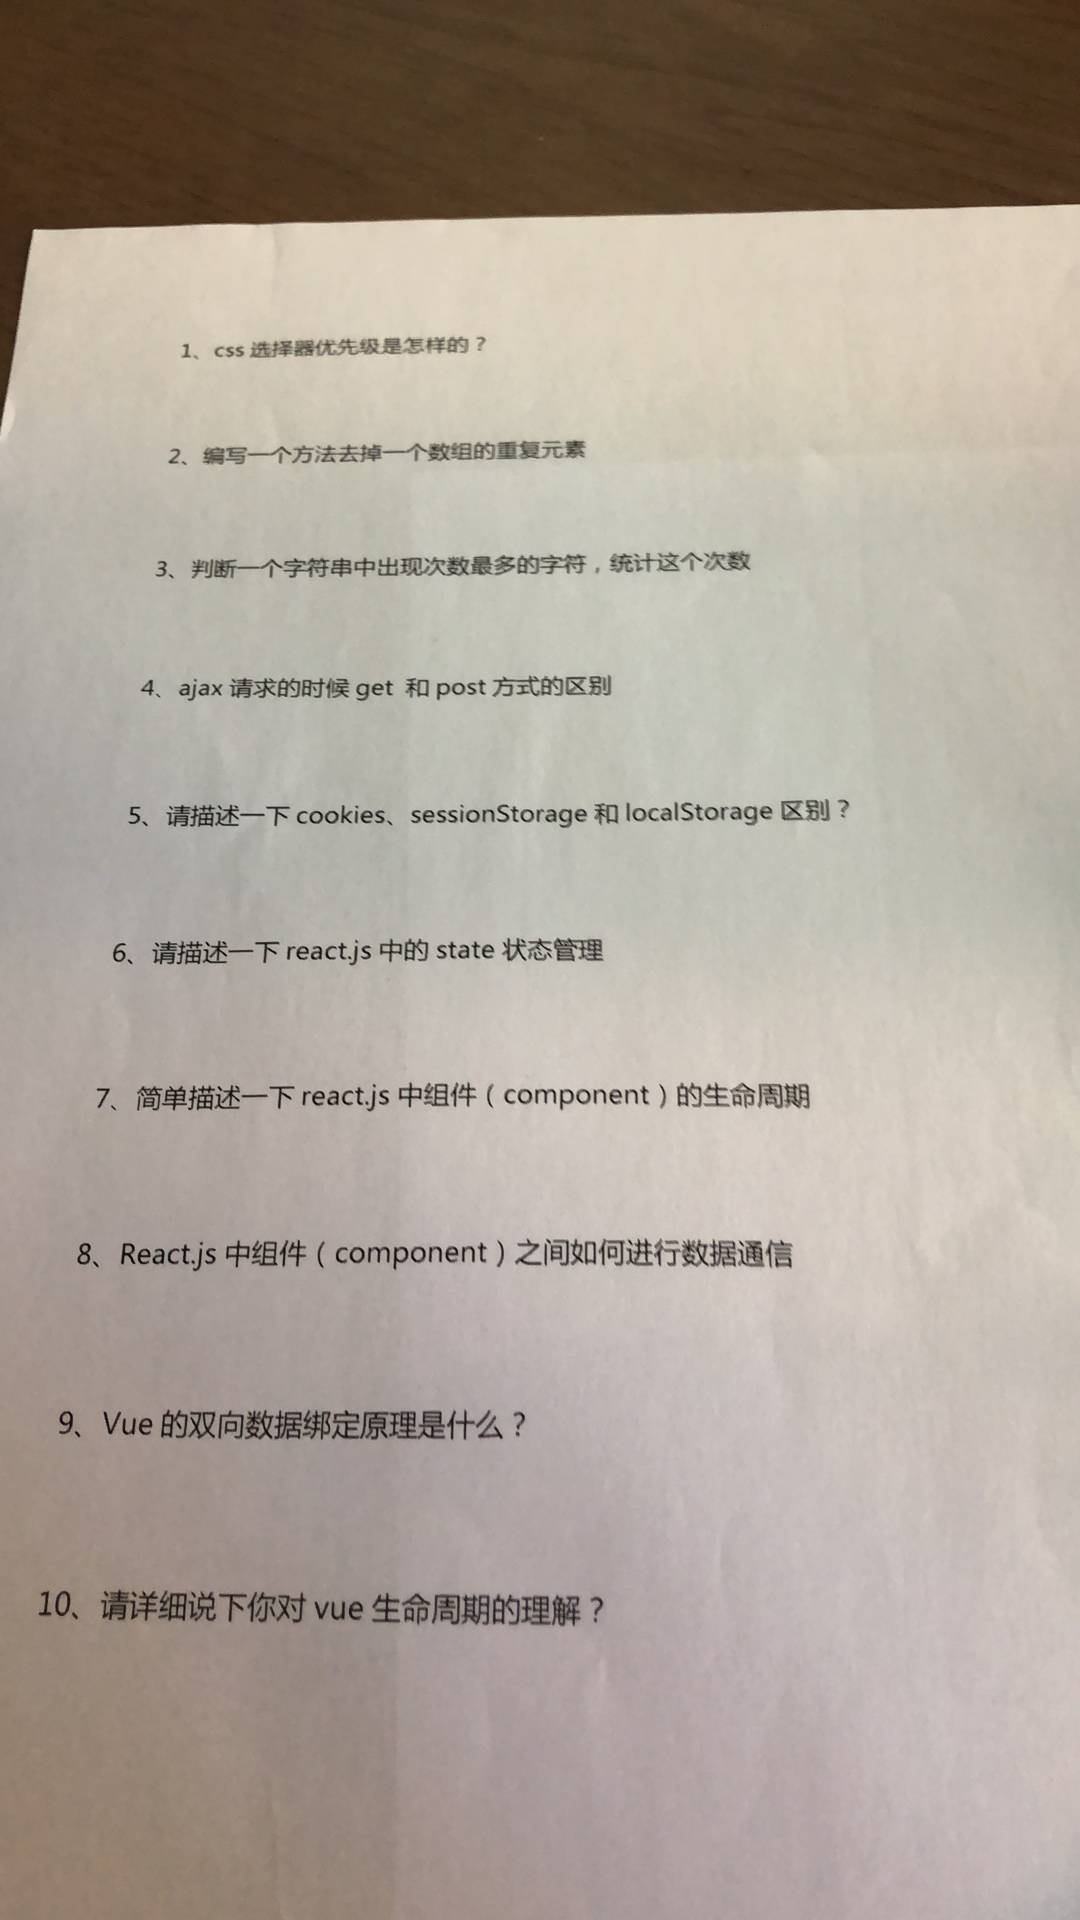 1、css 选择器优先级是怎样的？
2、编写一个方法去掉一个数组的重复元素
3、判断一个字符串中出现次数最多的字符，统计这个次数
4、ajax 请求的时候 get 和 post 方式的区别
5、请描述一下 cookies、sessionStorage 和 localStorage 区别？
6、请描述一下 react.js 中的 state 状态管理
7、简单描述一下 react.js 中组件（component）的生命周期
8、React.js 中组件（component）之间如何进行数据通信
9、Vue 的双向数据绑定原理是什么？
10、请详细说下你对 vue 生命周期的理解？